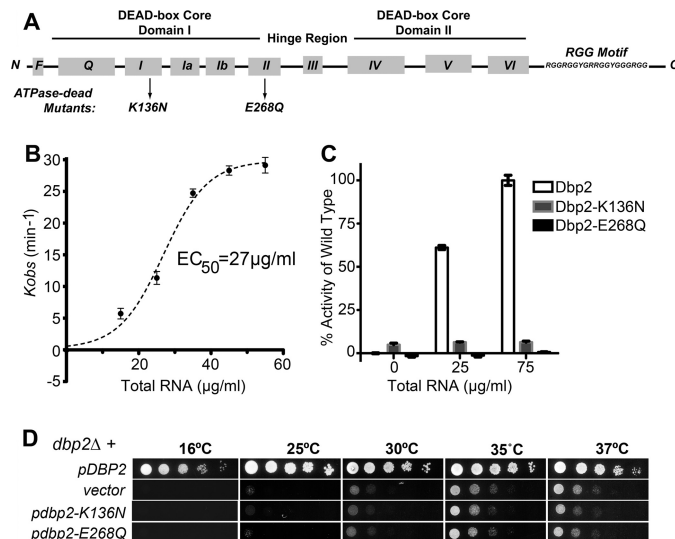 A
DEAD-box Core Domain I
DEAD-box Core Domain II
Hinge Region
RGG Motif
N F Q I Ia Ib II III IV V VI RGGRGGYGRRGGYGGGRGG C
ATPase-dead Mutants: K136N E268Q
B
Kobs (min-1)
30
25
20
15
10
5
0
-5
EC50=27µg/ml
20 40 60
Total RNA (µg/ml)
C
% Activity of Wild Type
100
75
50
25
0
Dbp2
Dbp2-K136N
Dbp2-E268Q
0 25 75
Total RNA (µg/ml)
D
dbp2Δ + 16ºC 25ºC 30ºC 35°C 37ºC
pDBP2
vector
pdbp2-K136N
pdbp2-E268Q